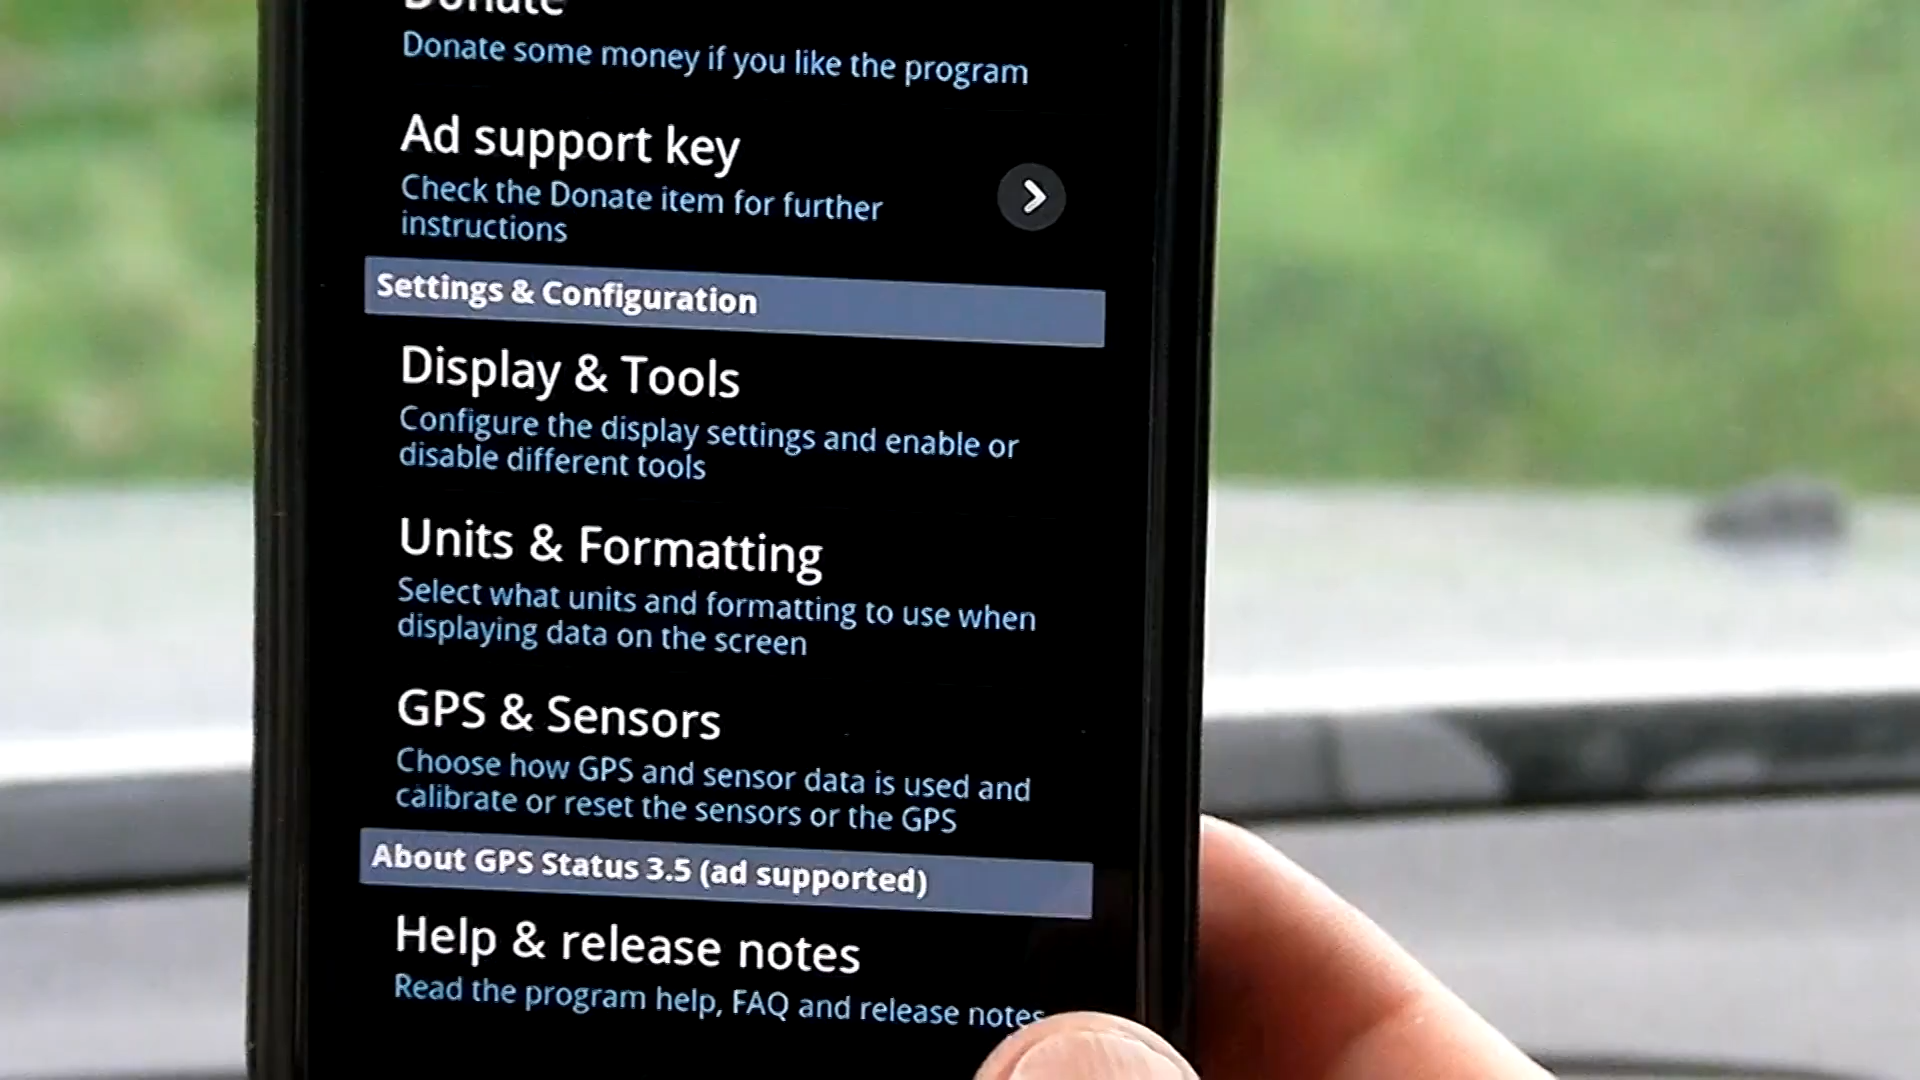 Donate
Donate some money if you like the program
Ad support key
Check the Donate item for further
instructions
Settings & Configuration
Display & Tools
Configure the display settings and enable or
disable different tools
Units & Formatting
Select what units and formatting to use when
displaying data on the screen
GPS & Sensors
Choose how GPS and sensor data is used and
calibrate or reset the sensors or the GPS
About GPS Status 3.5 (ad supported)
Help & release notes
Read the program help, FAQ and release notes